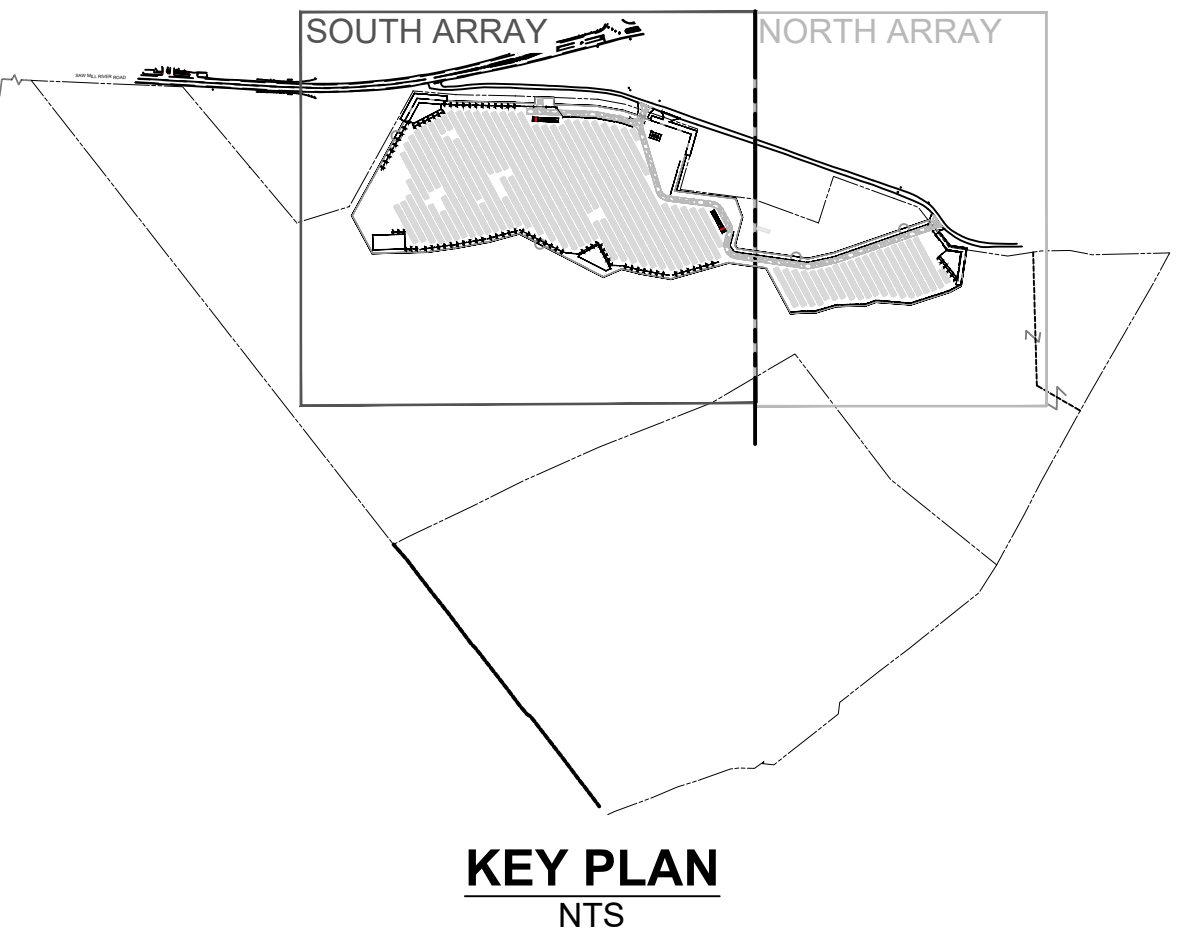 SOUTH ARRAY
NORTH ARRAY
SAW MILL RIVER ROAD
Z
Z
KEY PLAN
NTS